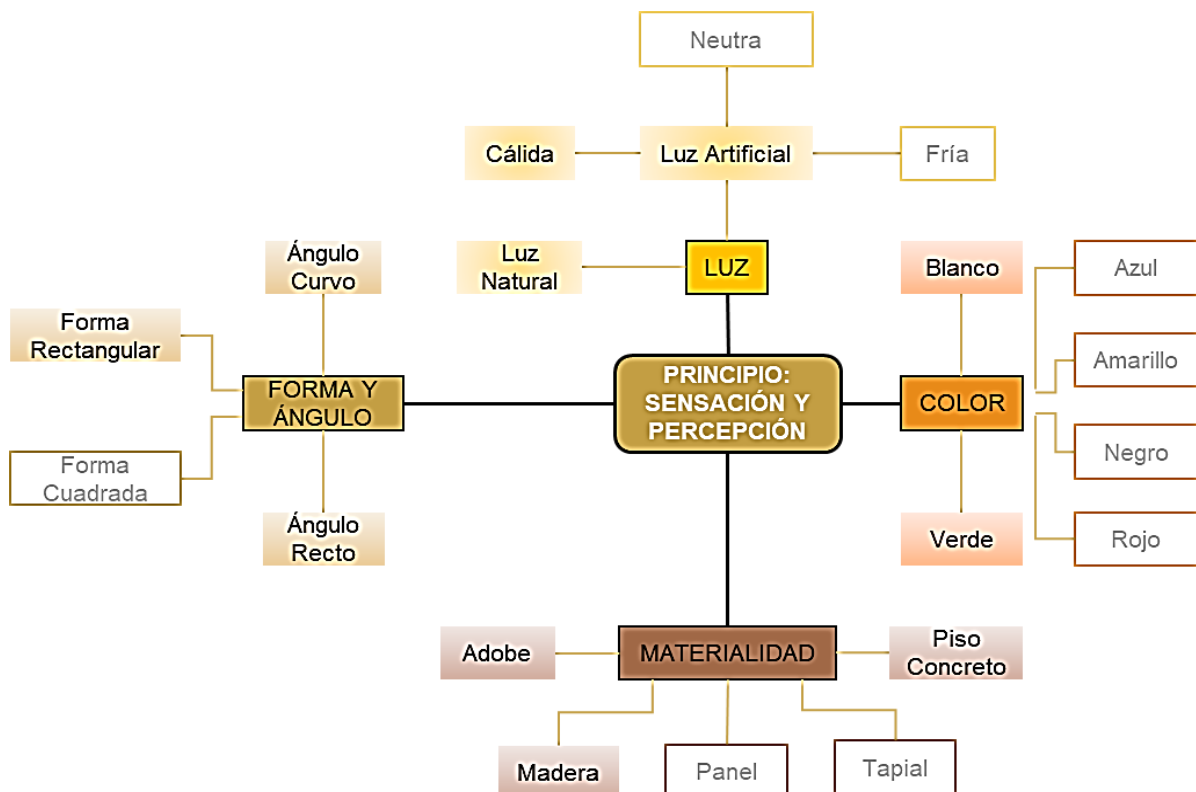 Neutra
Cálida
Luz Artificial
Fría
Luz
Natural
LUZ
Ángulo
Curvo
Blanco
Azul
Forma
Rectangular
Amarillo
FORMA Y
ÁNGULO
PRINCIPIO:
SENSACIÓN Y
PERCEPCIÓN
COLOR
Negro
Forma
Cuadrada
Ángulo
Recto
Verde
Rojo
Adobe
MATERIALIDAD
Piso
Concreto
Madera
Panel
Tapial